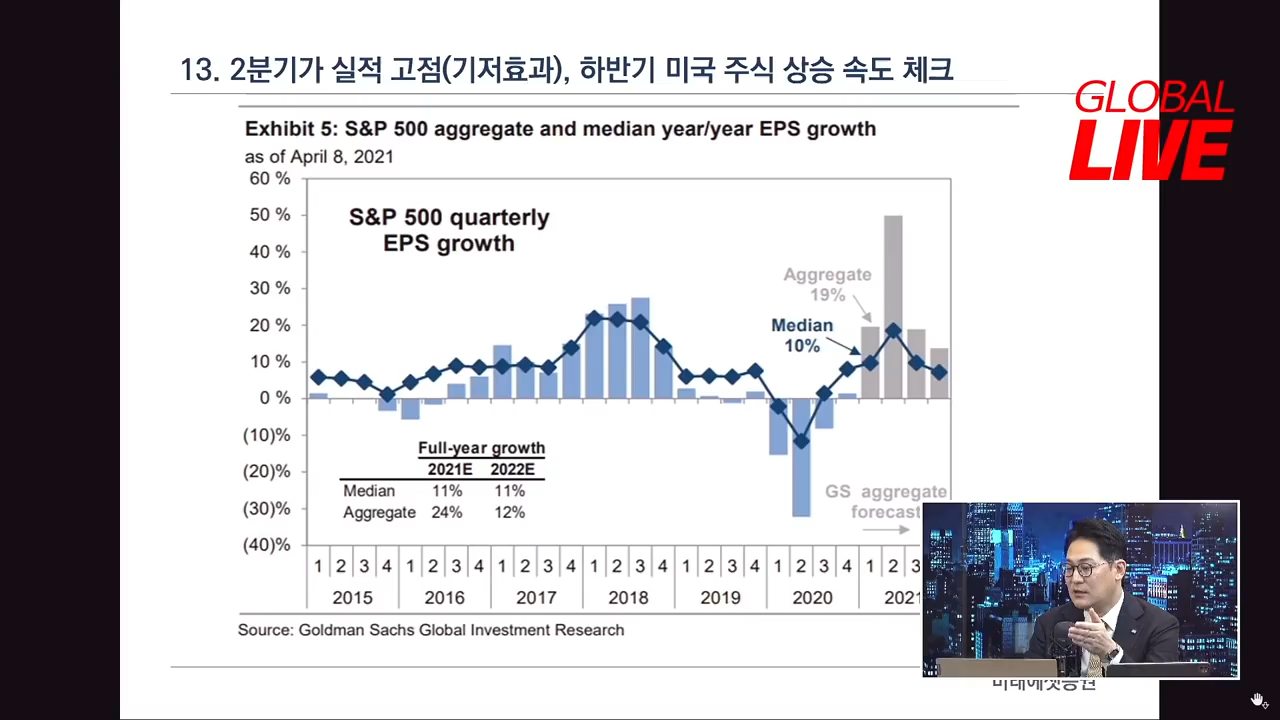 13. 2분기가 실적 고점(기저효과), 하반기 미국 주식 상승 속도 체크
GLOBAL
LIVE
Exhibit 5: S&P 500 aggregate and median year/year EPS growth
as of April 8, 2021
60 %
50 %
40 %
30 %
20 %
10 %
0 %
(10)%
(20)%
(30)%
(40)%
S&P 500 quarterly
EPS growth
Aggregate
19%
Median
10%
Full-year growth
2021E 2022E
Median 11% 11%
Aggregate 24% 12%
GS aggregate
forecast
1 2 3 4 1 2 3 4 1 2 3 4 1 2 3 4 1 2 3 4 1 2 3 4 1 2 3
2015 2016 2017 2018 2019 2020 2021
Source: Goldman Sachs Global Investment Research
미래에셋증권